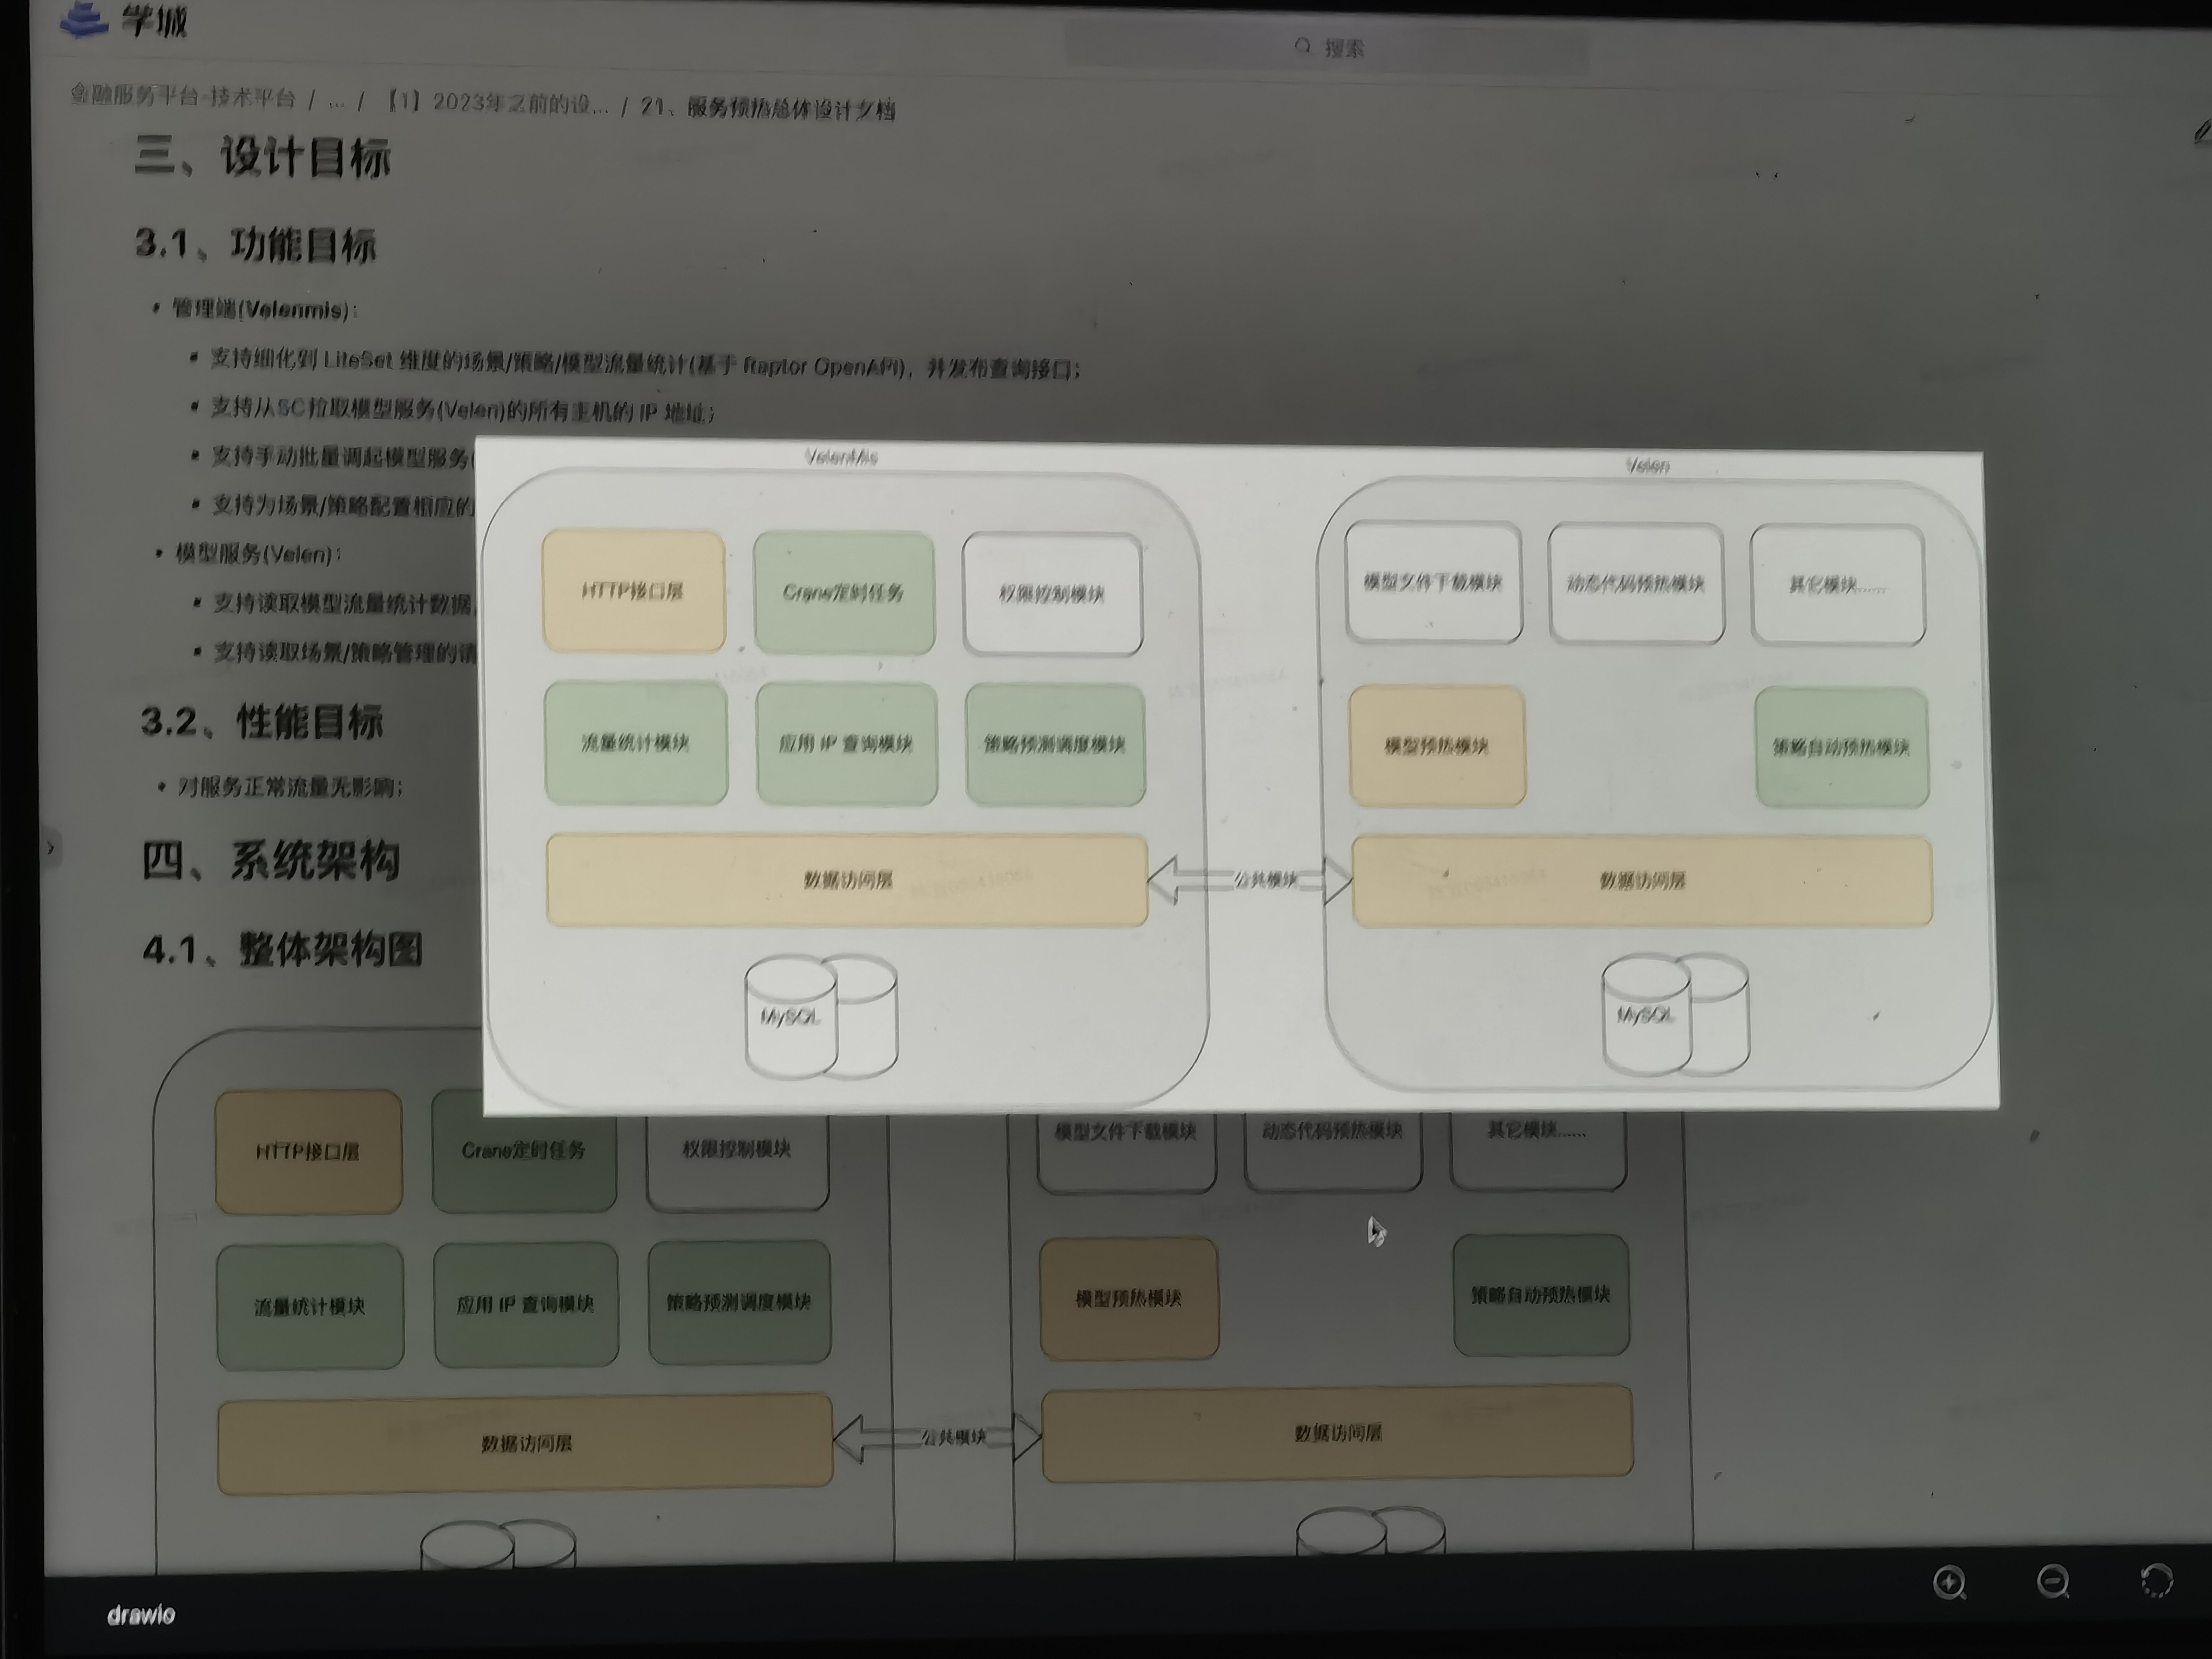 学城
搜索
金融服务平台-技术平台 / ... / 【1】2023年之前的设... / 21、服务预热总体设计文档
三、设计目标
3.1、功能目标
管理端(Velenmis)：
支持细化到 LiteSet 维度的场景/策略/模型流量统计(基于 Raptor OpenAPI)，并发布查询接口；
支持从SC拉取模型服务(Velen)的所有主机的 IP 地址；
支持手动批量调起模型服务(
支持为场景/策略配置相应的
模型服务(Velen)：
支持读取模型流量统计数据,
支持读取场景/策略管理的请
3.2、性能目标
对服务正常流量无影响；
四、系统架构
4.1、整体架构图
VelenMis
HTTP接口层
Crane定时任务
权限控制模块
流量统计模块
应用 IP 查询模块
策略预测调度模块
数据访问层
MySQL
公共模块
Velen
模型文件下载模块
动态代码预热模块
其它模块......
模型预热模块
策略自动预热模块
数据访问层
MySQL
HTTP接口层
Crane定时任务
权限控制模块
流量统计模块
应用 IP 查询模块
策略预测调度模块
数据访问层
公共模块
模型文件下载模块
动态代码预热模块
其它模块......
模型预热模块
策略自动预热模块
数据访问层
drawio